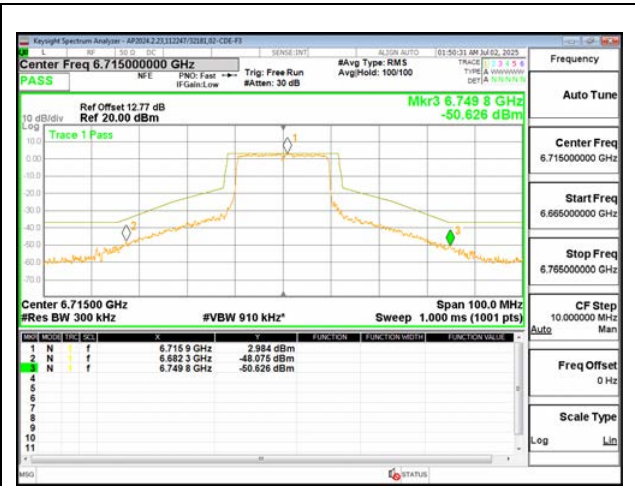 Keysight Spectrum Analyzer - AP2024.2.23,112247/32181,02-CDE-F3
L RF 50 Ω DC SENSE:INT ALIGN AUTO 01:50:31 AM Jul 02, 2025
Center Freq 6.715000000 GHz
PASS
NFE PNO: Fast Trig: Free Run #Avg Type: RMS TRACE 1 2 3 4 5 6
IFGain:Low #Atten: 30 dB Avg|Hold: 100/100 TYPE A WWWWW
DET A N N N N N
Ref Offset 12.77 dB Mkr3 6.749 8 GHz
10 dB/div Ref 20.00 dBm -50.626 dBm
Log
Trace 1 Pass
10.0
0.00
-10.0
-20.0
-30.0
-40.0
-50.0
-60.0
-70.0
1
2
3
Center 6.71500 GHz Span 100.0 MHz
#Res BW 300 kHz #VBW 910 kHz* Sweep 1.000 ms (1001 pts)
MKR MODE TRC SCL X Y FUNCTION FUNCTION WIDTH FUNCTION VALUE
1 N 1 f 6.715 9 GHz 2.984 dBm
2 N 1 f 6.682 3 GHz -48.075 dBm
3 N 1 f 6.749 8 GHz -50.626 dBm
4
5
6
7
8
9
10
11
MSG STATUS
Frequency
Auto Tune
Center Freq
6.715000000 GHz
Start Freq
6.665000000 GHz
Stop Freq
6.765000000 GHz
CF Step
10.000000 MHz
Auto Man
Freq Offset
0 Hz
Scale Type
Log Lin